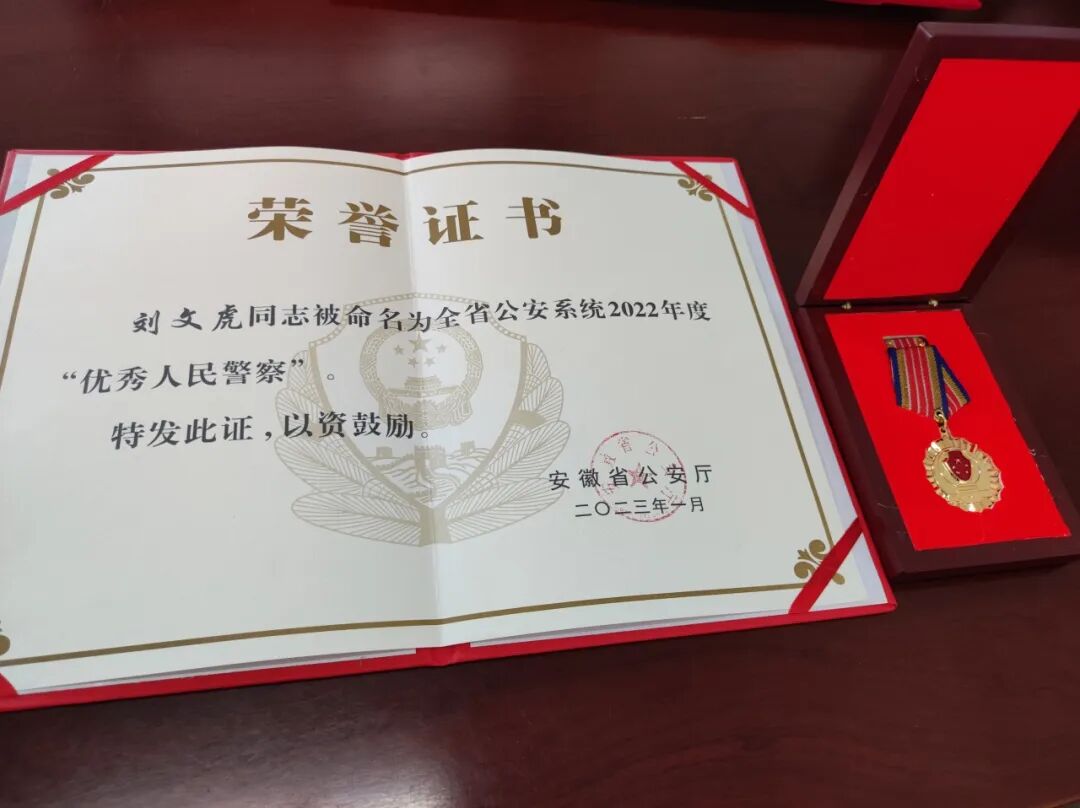 荣誉证书
刘文虎同志被命名为全省公安系统2022年度
“优秀人民警察”。
特发此证,以资鼓励。
安徽省公安厅
二〇二三年一月